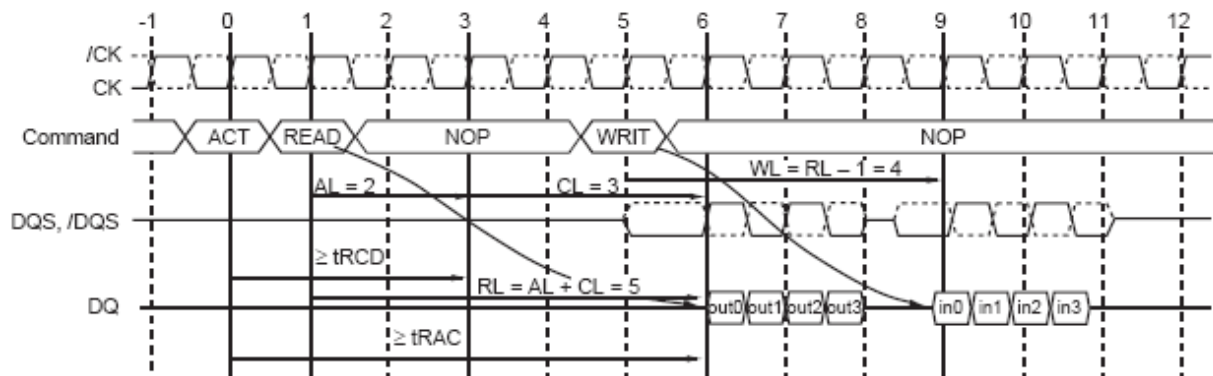 -1 0 1 2 3 4 5 6 7 8 9 10 11 12
/CK
CK
Command ACT READ NOP WRIT NOP
WL = RL – 1 = 4
AL = 2 CL = 3
DQS, /DQS
≥ tRCD
RL = AL + CL = 5
DQ out0 out1 out2 out3 in0 in1 in2 in3
≥ tRAC